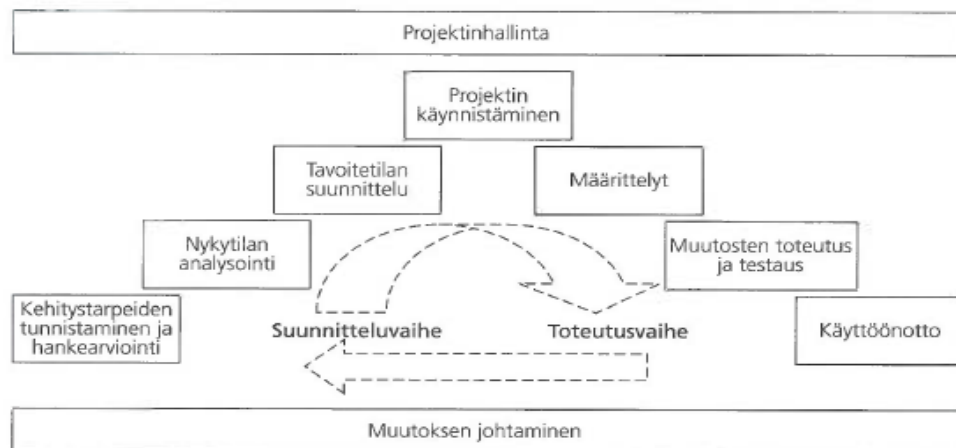 Projektinhallinta
Projektin
käynnistäminen
Tavoitetilan
suunnittelu
Määrittelyt
Nykytilan
analysointi
Muutosten toteutus
ja testaus
Kehitystarpeiden
tunnistaminen ja
hankearviointi
Suunnitteluvaihe
Toteutusvaihe
Käyttöönotto
Muutoksen johtaminen